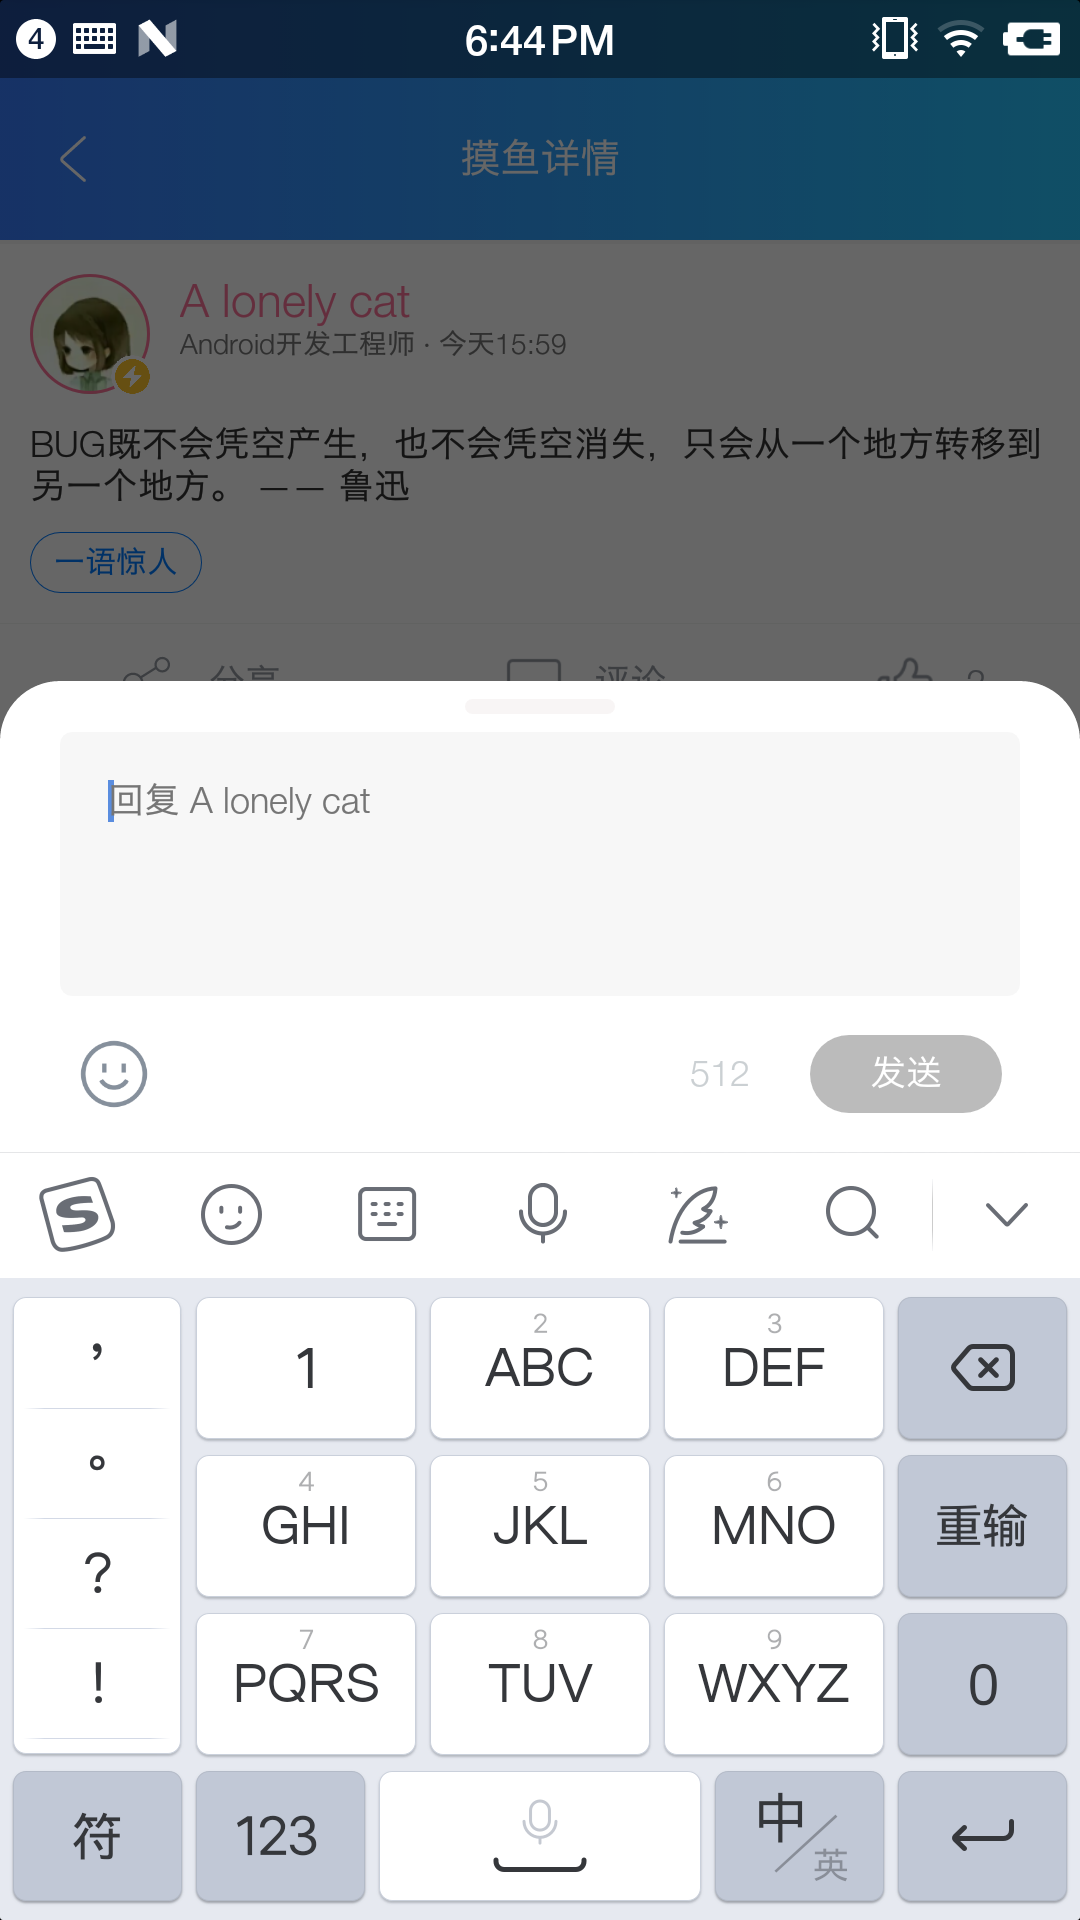 4
6:44 PM
摸鱼详情
A lonely cat
Android开发工程师 · 今天15:59
BUG既不会凭空产生，也不会凭空消失，只会从一个地方转移到
另一个地方。 —— 鲁迅
一语惊人
分享 评论 2
回复 A lonely cat
512 发送
S
， 1 2 ABC 3 DEF
。 4 GHI 5 JKL 6 MNO 重输
? 7 PQRS 8 TUV 9 WXYZ 0
!
符 123 中/英